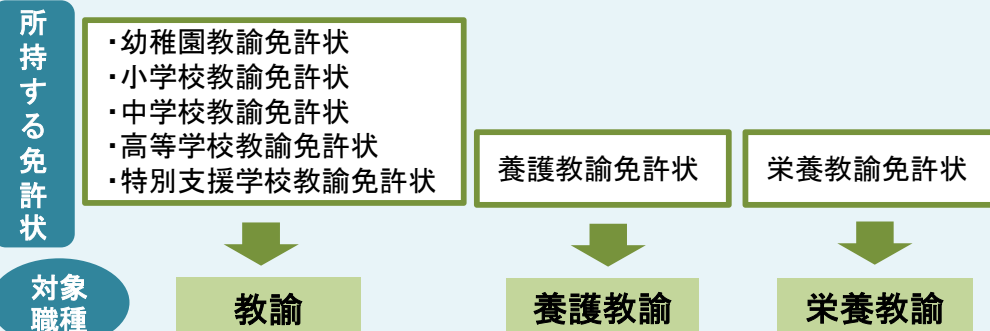 所持する免許状
・幼稚園教諭免許状
・小学校教諭免許状
・中学校教諭免許状
・高等学校教諭免許状
・特別支援学校教諭免許状
養護教諭免許状
栄養教諭免許状
対象
職種
教諭
養護教諭
栄養教諭